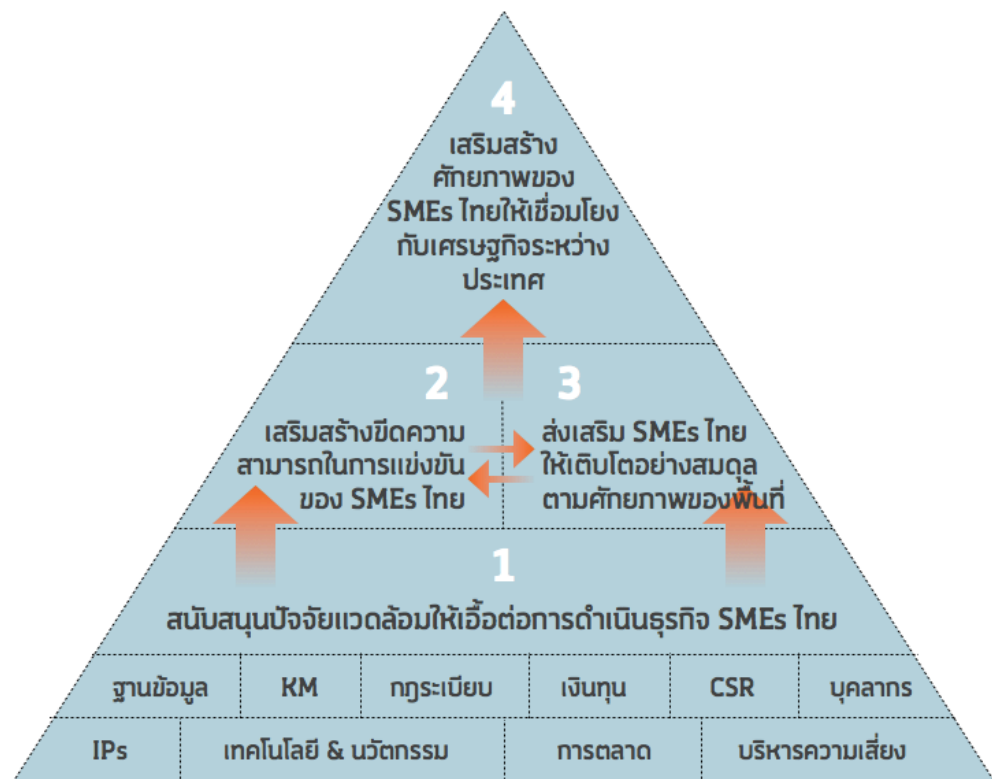 4
เสริมสร้าง
ศักยภาพของ
SMEs ไทยให้เชื่อมโยง
กับเศรษฐกิจระหว่าง
ประเทศ
2
เสริมสร้างขีดความ
สามารถในการแข่งขัน
ของ SMEs ไทย
3
ส่งเสริม SMEs ไทย
ให้เติบโตอย่างสมดุล
ตามศักยภาพของพื้นที่
1
สนับสนุนปัจจัยแวดล้อมให้เอื้อต่อการดำเนินธุรกิจ SMEs ไทย
ฐานข้อมูล KM กฎระเบียบ เงินทุน CSR บุคลากร
IPs เทคโนโลยี & นวัตกรรม การตลาด บริหารความเสี่ยง